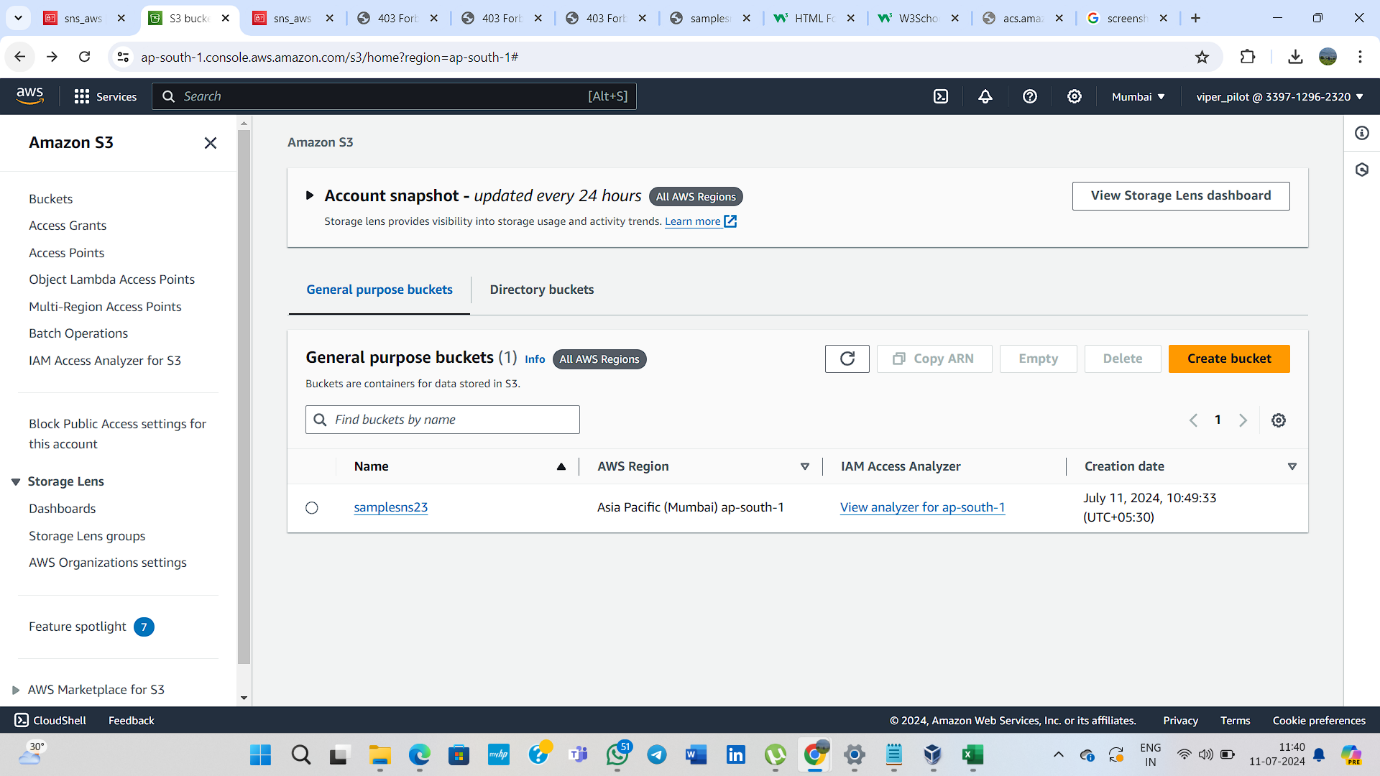 sns_aws
S3 bucke
sns_aws
403 Forb
403 Forb
403 Forb
samples
HTML Fo
W3Scho
acs.ama
screensh
ap-south-1.console.aws.amazon.com/s3/home?region=ap-south-1#
aws
Services
Search
[Alt+S]
Mumbai
viper_pilot @ 3397-1296-2320
Amazon S3
Buckets
Access Grants
Access Points
Object Lambda Access Points
Multi-Region Access Points
Batch Operations
IAM Access Analyzer for S3
Block Public Access settings for
this account
Storage Lens
Dashboards
Storage Lens groups
AWS Organizations settings
Feature spotlight 7
AWS Marketplace for S3
Amazon S3
Account snapshot - updated every 24 hours All AWS Regions
View Storage Lens dashboard
Storage lens provides visibility into storage usage and activity trends. Learn more
General purpose buckets
Directory buckets
General purpose buckets (1) Info All AWS Regions
Copy ARN
Empty
Delete
Create bucket
Buckets are containers for data stored in S3.
Find buckets by name
1
Name
AWS Region
IAM Access Analyzer
Creation date
samplesns23
Asia Pacific (Mumbai) ap-south-1
View analyzer for ap-south-1
July 11, 2024, 10:49:33
(UTC+05:30)
CloudShell
Feedback
© 2024, Amazon Web Services, Inc. or its affiliates.
Privacy
Terms
Cookie preferences
30°
myhp
51
ENG
IN
11:40
11-07-2024
PRE